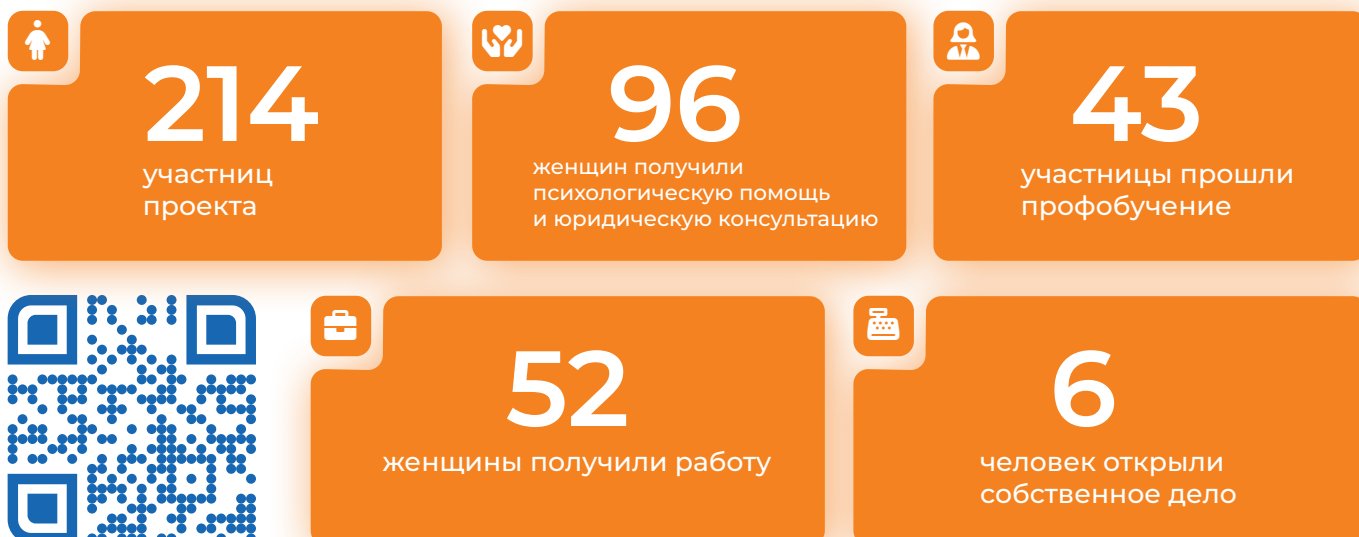 214
участниц
проекта
96
женщин получили
психологическую помощь
и юридическую консультацию
43
участницы прошли
профобучение
52
женщины получили работу
6
человек открыли
собственное дело